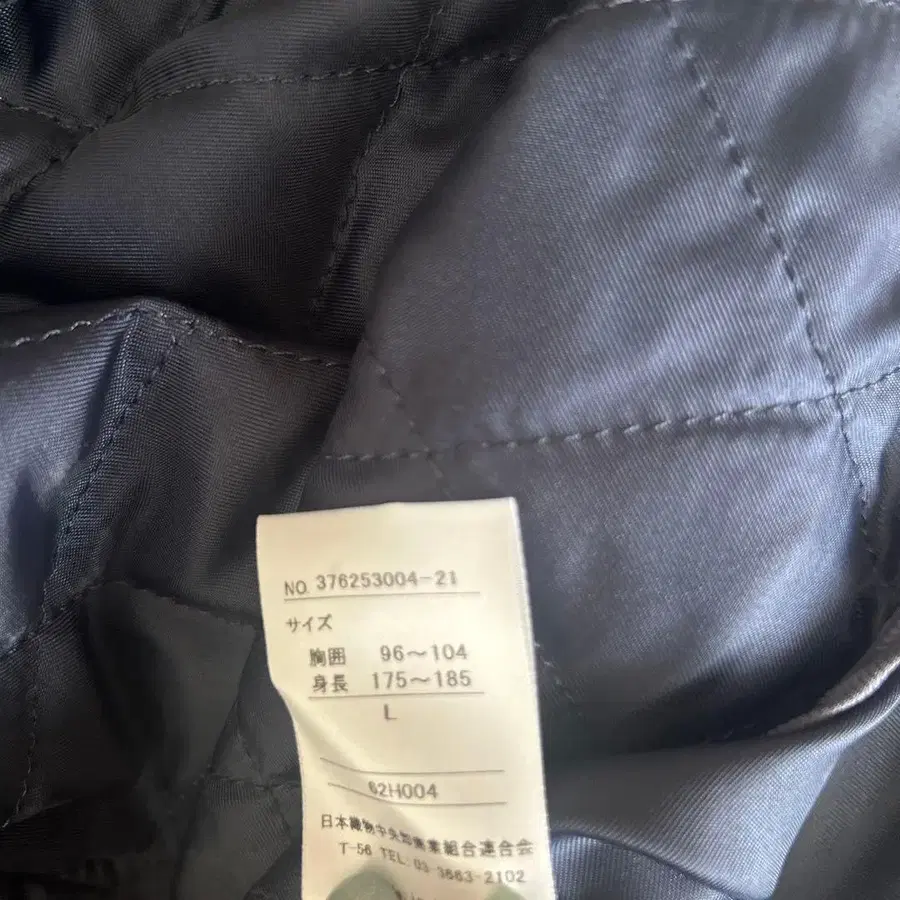 NO. 376253004-21
サイズ
胸囲 96～104
身長 175～185
L
62H004
日本織物中央卸商業組合連合会
T-56 TEL:03-3663-2102